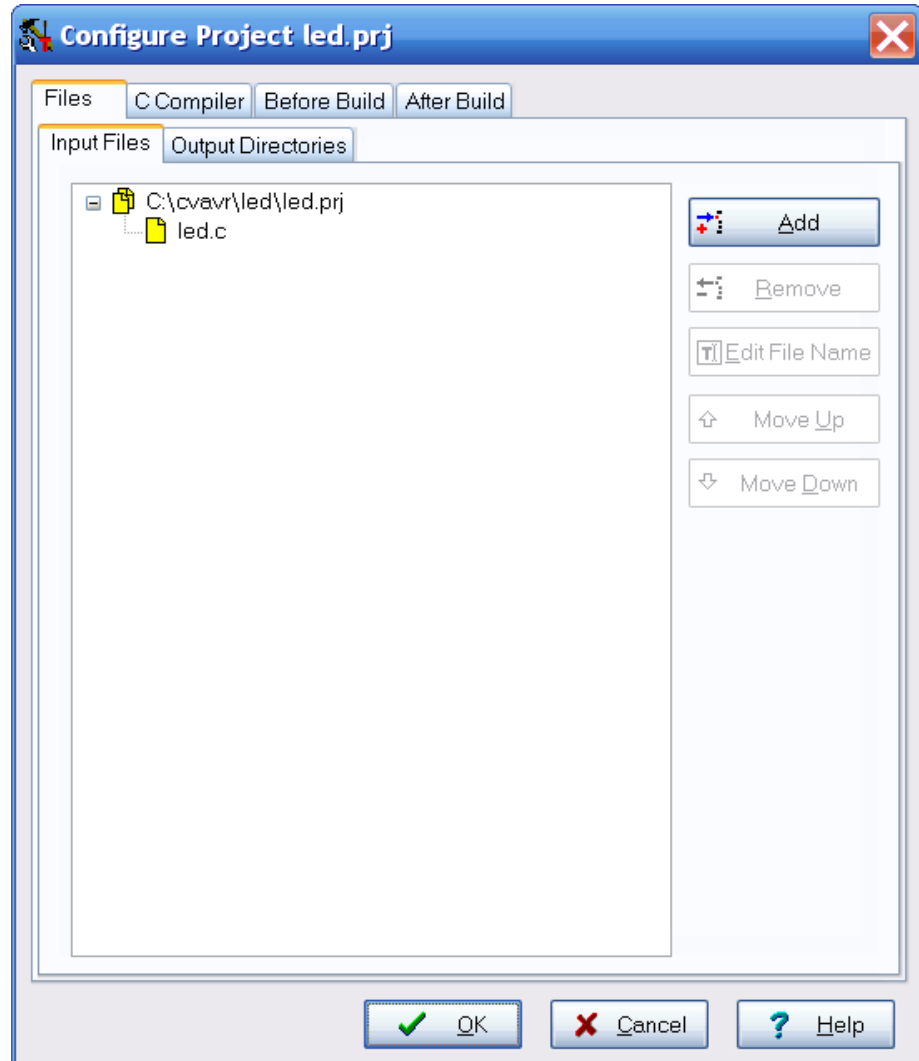 Configure Project led.prj
Files C Compiler Before Build After Build
Input Files Output Directories
C:\cvavr\led\led.prj
led.c
Add
Remove
Edit File Name
Move Up
Move Down
OK Cancel Help